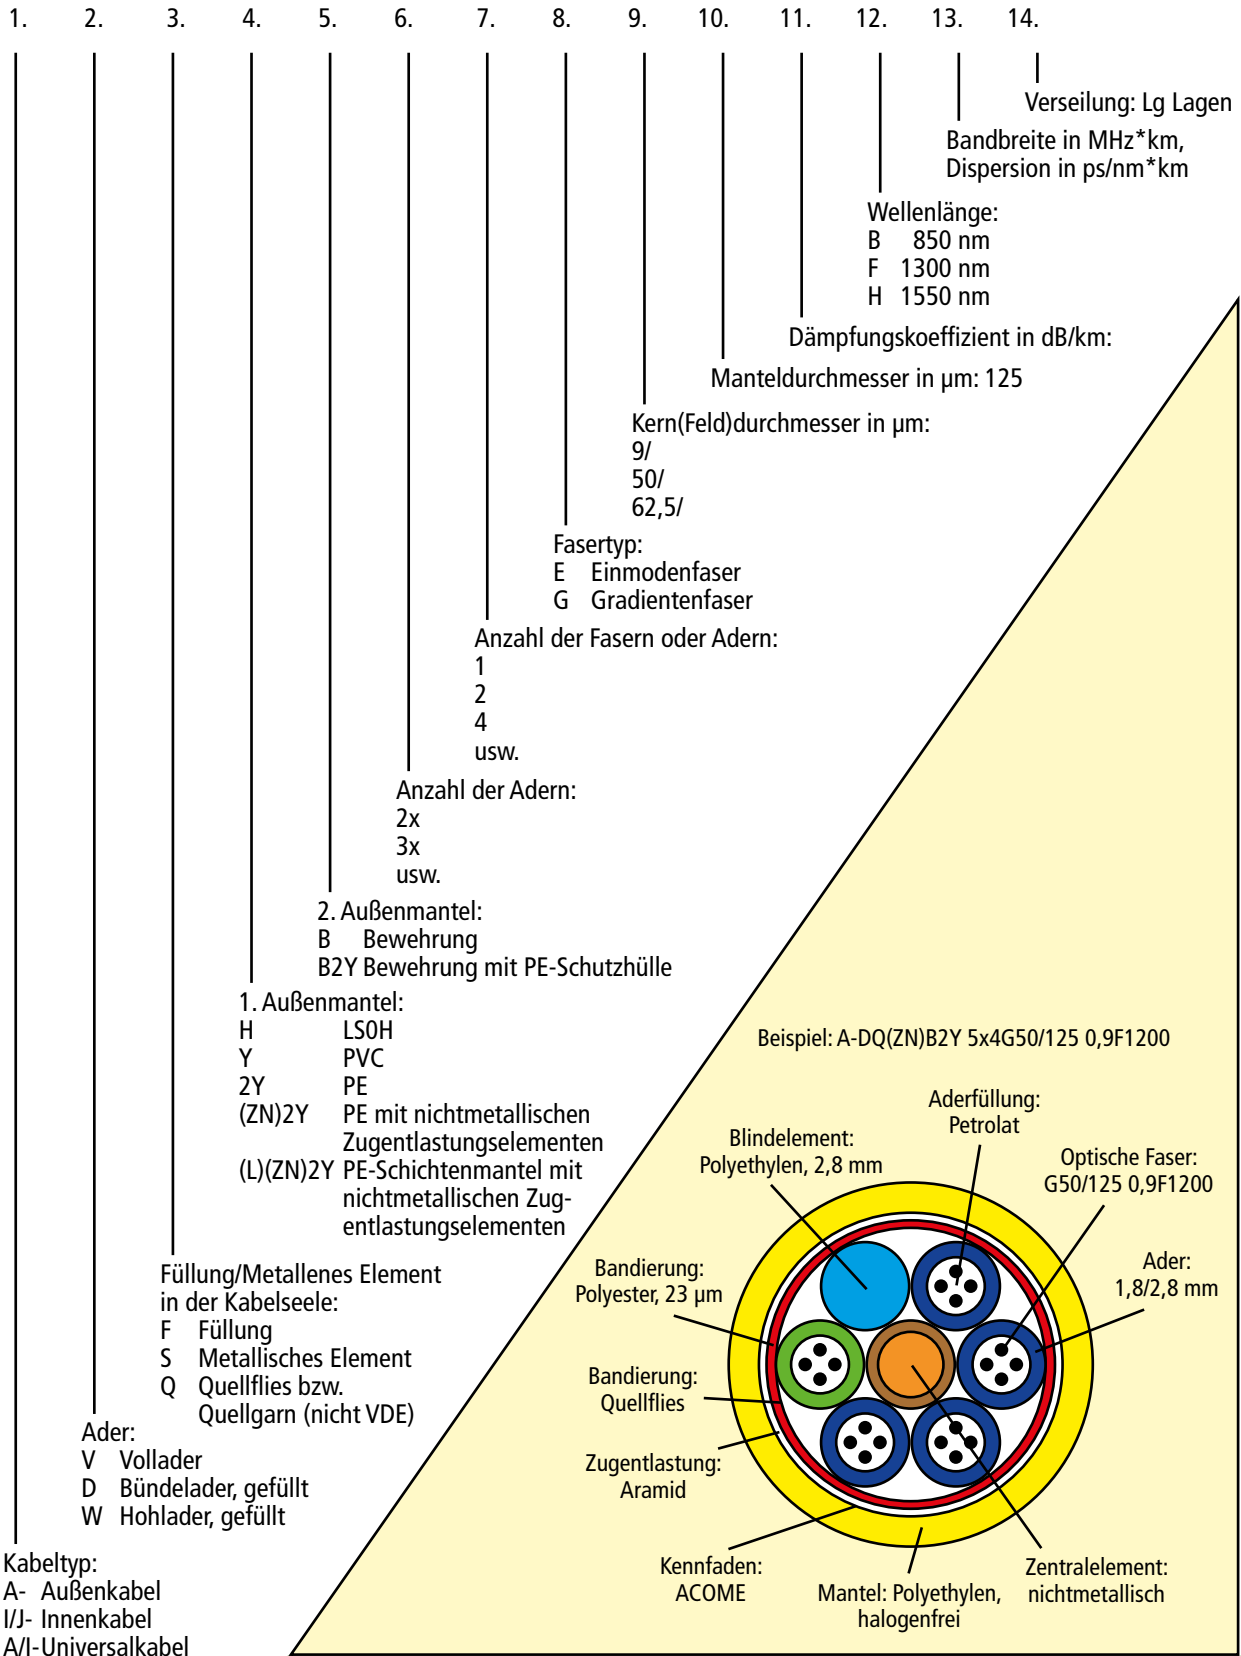 1. 2. 3. 4. 5. 6. 7. 8. 9. 10. 11. 12. 13. 14.
Verseilung: Lg Lagen
Bandbreite in MHz*km,
Dispersion in ps/nm*km
Wellenlänge:
B 850 nm
F 1300 nm
H 1550 nm
Dämpfungskoeffizient in dB/km:
Manteldurchmesser in µm: 125
Kern(Feld)durchmesser in µm:
9/
50/
62,5/
Fasertyp:
E Einmodenfaser
G Gradientenfaser
Anzahl der Fasern oder Adern:
1
2
4
usw.
Anzahl der Adern:
2x
3x
usw.
2. Außenmantel:
B Bewehrung
B2Y Bewehrung mit PE-Schutzhülle
1. Außenmantel:
H LS0H
Y PVC
2Y PE
(ZN)2Y PE mit nichtmetallischen
Zugentlastungselementen
(L)(ZN)2Y PE-Schichtenmantel mit
nichtmetallischen Zug-
entlastungselementen
Füllung/Metallenes Element
in der Kabelseele:
F Füllung
S Metallisches Element
Q Quellflies bzw.
Quellgarn (nicht VDE)
Ader:
V Vollader
D Bündelader, gefüllt
W Hohlader, gefüllt
Kabeltyp:
A- Außenkabel
I/J- Innenkabel
A/I-Universalkabel
Beispiel: A-DQ(ZN)B2Y 5x4G50/125 0,9F1200
Aderfüllung:
Petrolat
Blindelement:
Polyethylen, 2,8 mm
Optische Faser:
G50/125 0,9F1200
Bandierung:
Polyester, 23 µm
Ader:
1,8/2,8 mm
Bandierung:
Quellflies
Zugentlastung:
Aramid
Kennfaden:
ACOME
Mantel: Polyethylen,
halogenfrei
Zentralelement:
nichtmetallisch